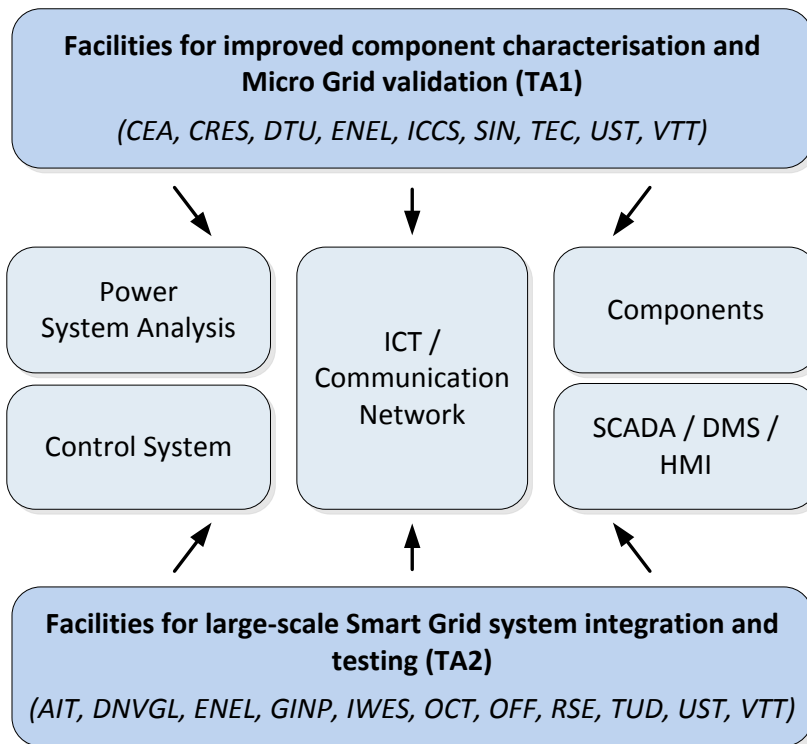 Facilities for improved component characterisation and
Micro Grid validation (TA1)
(CEA, CRES, DTU, ENEL, ICCS, SIN, TEC, UST, VTT)
Power
System Analysis
Control System
ICT /
Communication
Network
Components
SCADA / DMS /
HMI
Facilities for large-scale Smart Grid system integration and
testing (TA2)
(AIT, DNVGL, ENEL, GINP, IWES, OCT, OFF, RSE, TUD, UST, VTT)